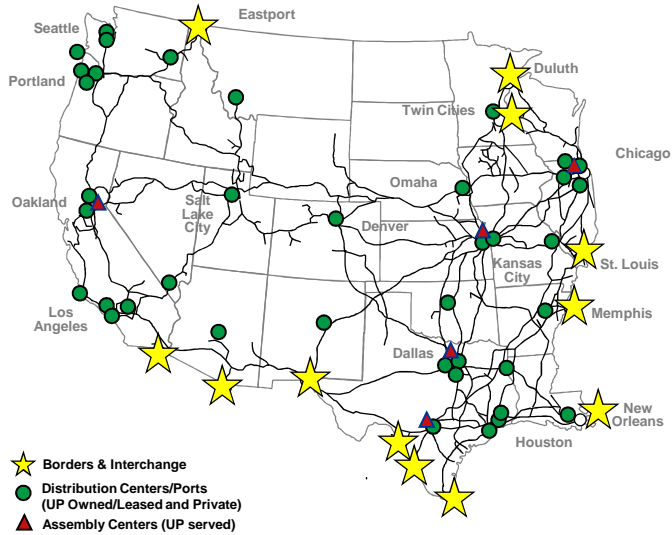 Eastport
Seattle
Duluth
Portland
Twin Cities
Chicago
Omaha
Oakland
Salt
Lake
City
Denver
St. Louis
Kansas
City
Los
Angeles
Memphis
Dallas
New
Orleans
Houston
Borders & Interchange
Distribution Centers/Ports
(UP Owned/Leased and Private)
Assembly Centers (UP served)